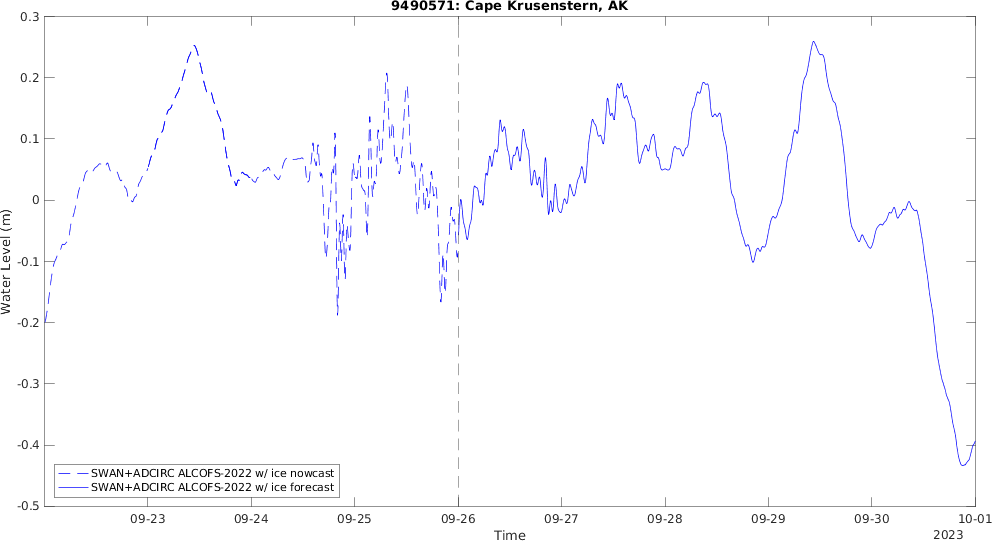 9490571: Cape Krusenstern, AK
0.3
0.2
0.1
0
-0.1
-0.2
-0.3
-0.4
-0.5
Water Level (m)
SWAN+ADCIRC ALCOFS-2022 w/ ice nowcast
SWAN+ADCIRC ALCOFS-2022 w/ ice forecast
09-23 09-24 09-25 09-26 09-27 09-28 09-29 09-30 10-01
Time
2023